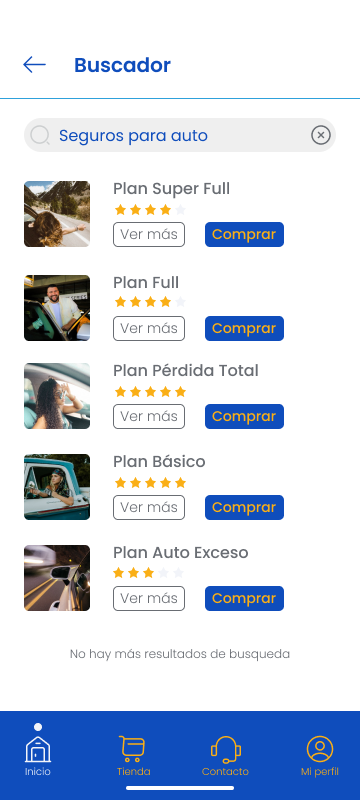 Buscador
Seguros para auto
Plan Super Full
Ver más Comprar
Plan Full
Ver más Comprar
Plan Pérdida Total
Ver más Comprar
Plan Básico
Ver más Comprar
Plan Auto Exceso
Ver más Comprar
No hay más resultados de busqueda
Inicio Tienda Contacto Mi perfil